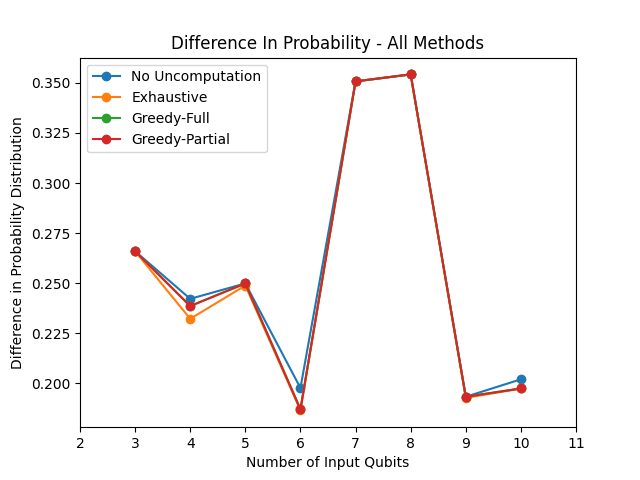 Difference In Probability - All Methods
No Uncomputation
Exhaustive
Greedy-Full
Greedy-Partial
Difference in Probability Distribution
0.350
0.325
0.300
0.275
0.250
0.225
0.200
2 3 4 5 6 7 8 9 10 11
Number of Input Qubits